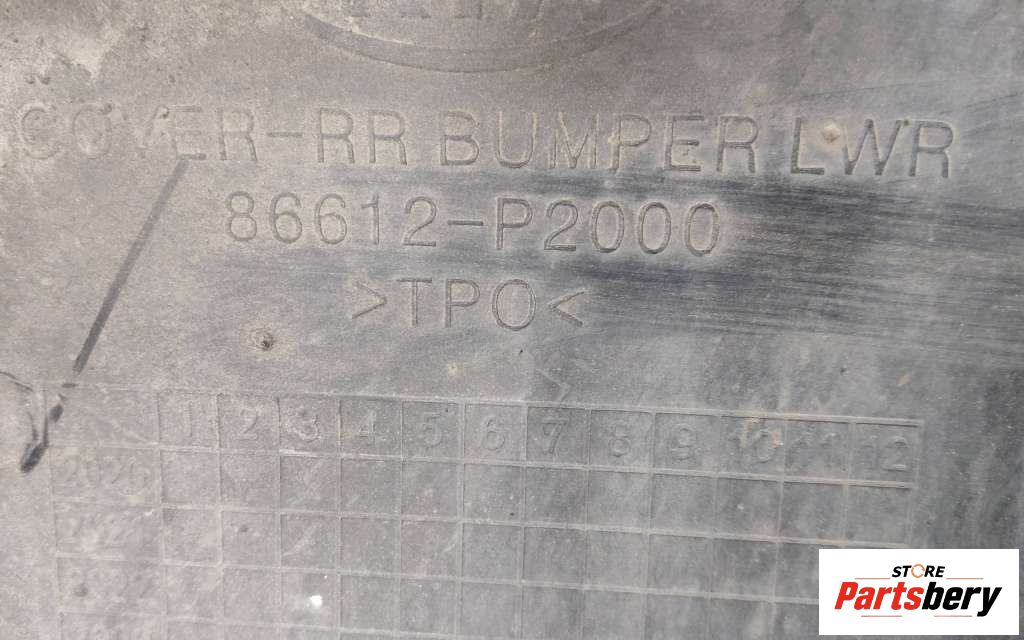 COVER-RR BUMPER LWR
86612-P2000
>TPO<
1 2 3 4 5 6 7 8 9 10 11 12
2020
STORE
Partsbery